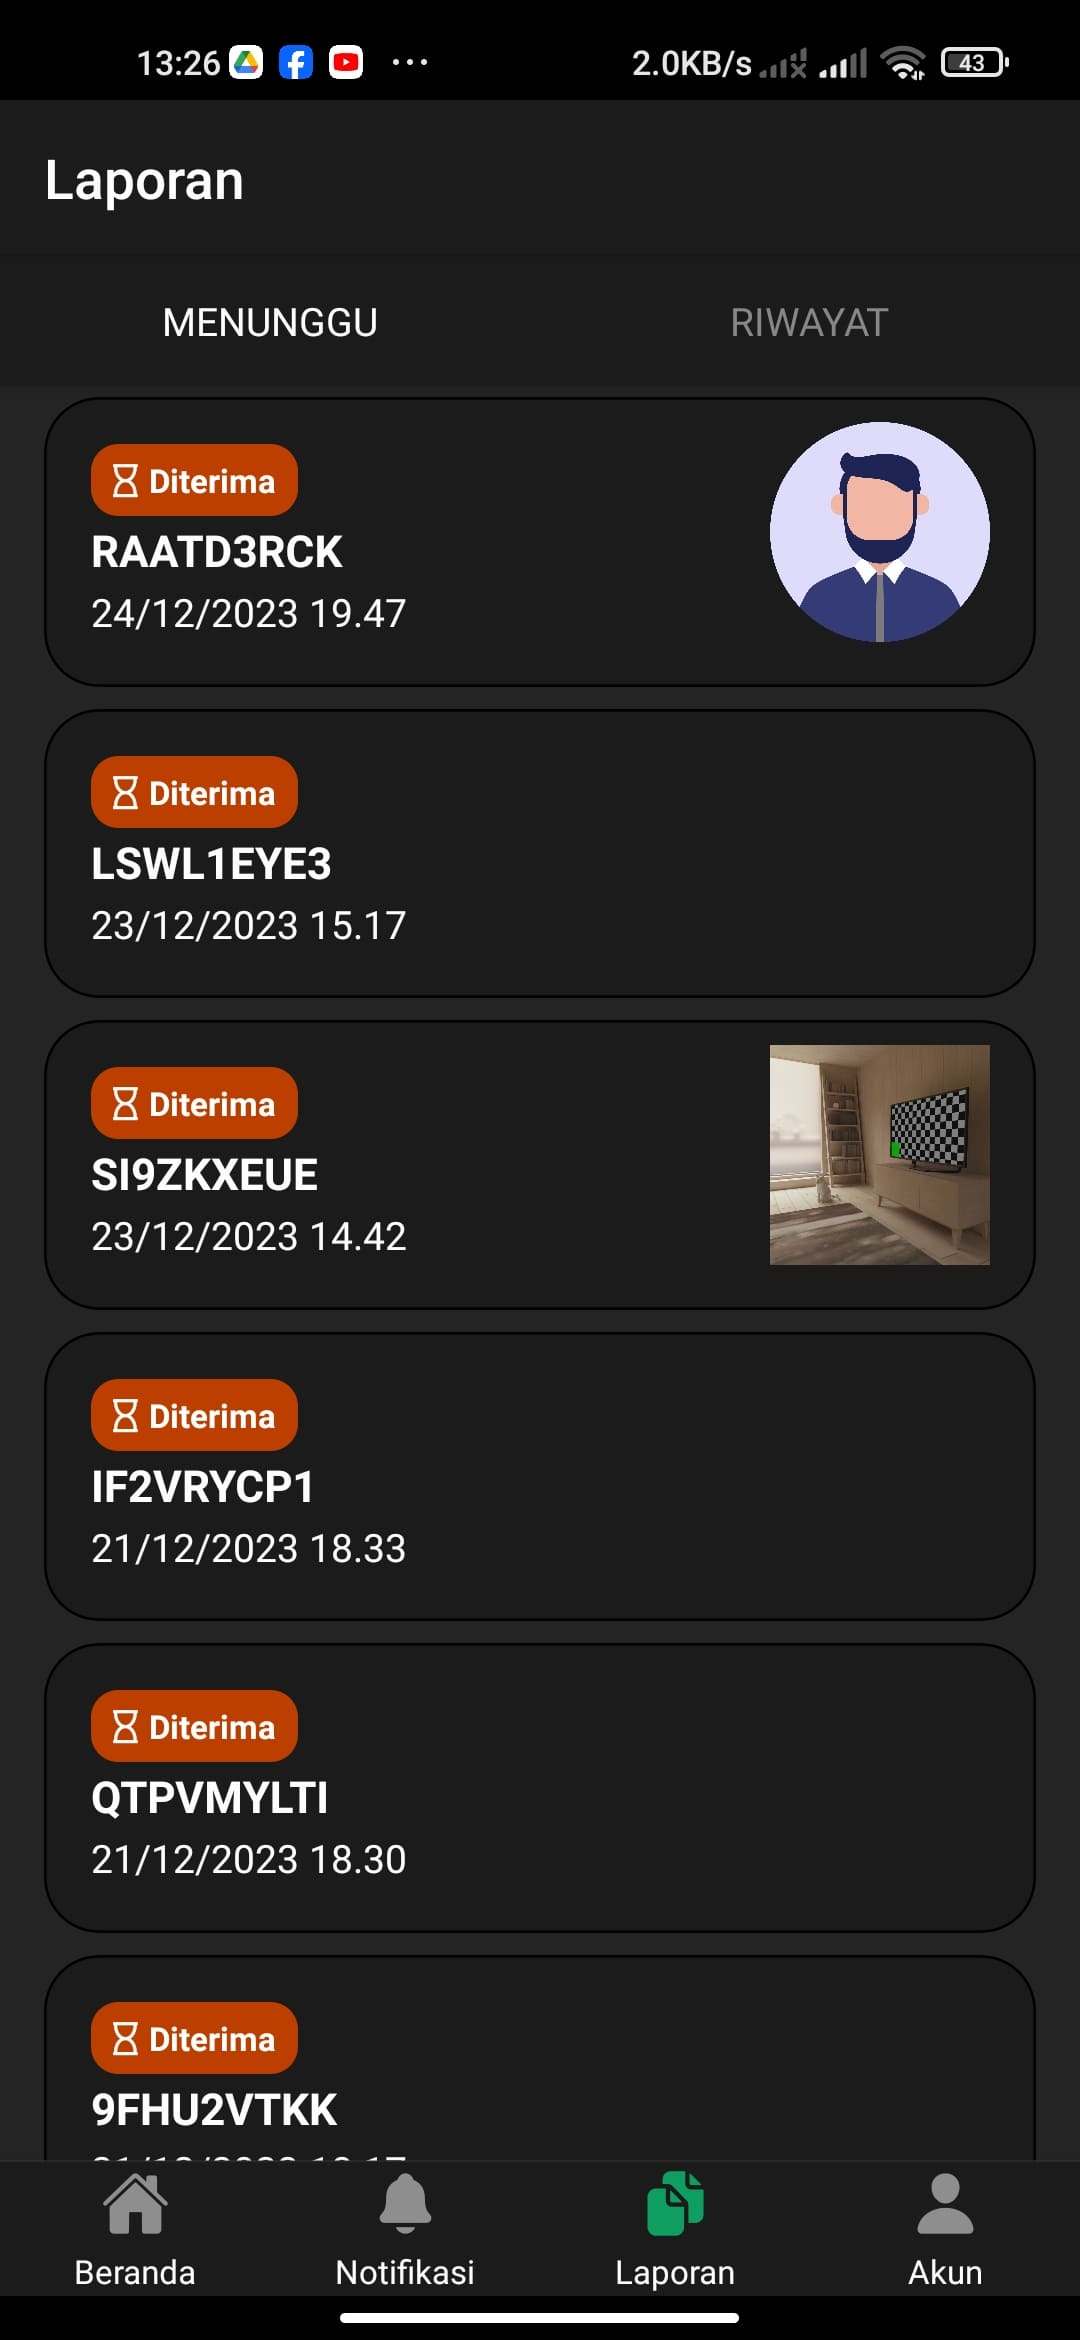 13:26 2.0KB/s 43
Laporan
MENUNGGU RIWAYAT
Diterima
RAATD3RCK
24/12/2023 19.47
Diterima
LSWL1EYE3
23/12/2023 15.17
Diterima
SI9ZKXEUE
23/12/2023 14.42
Diterima
IF2VRYCP1
21/12/2023 18.33
Diterima
QTPVMYLTI
21/12/2023 18.30
Diterima
9FHU2VTKK
Beranda Notifikasi Laporan Akun